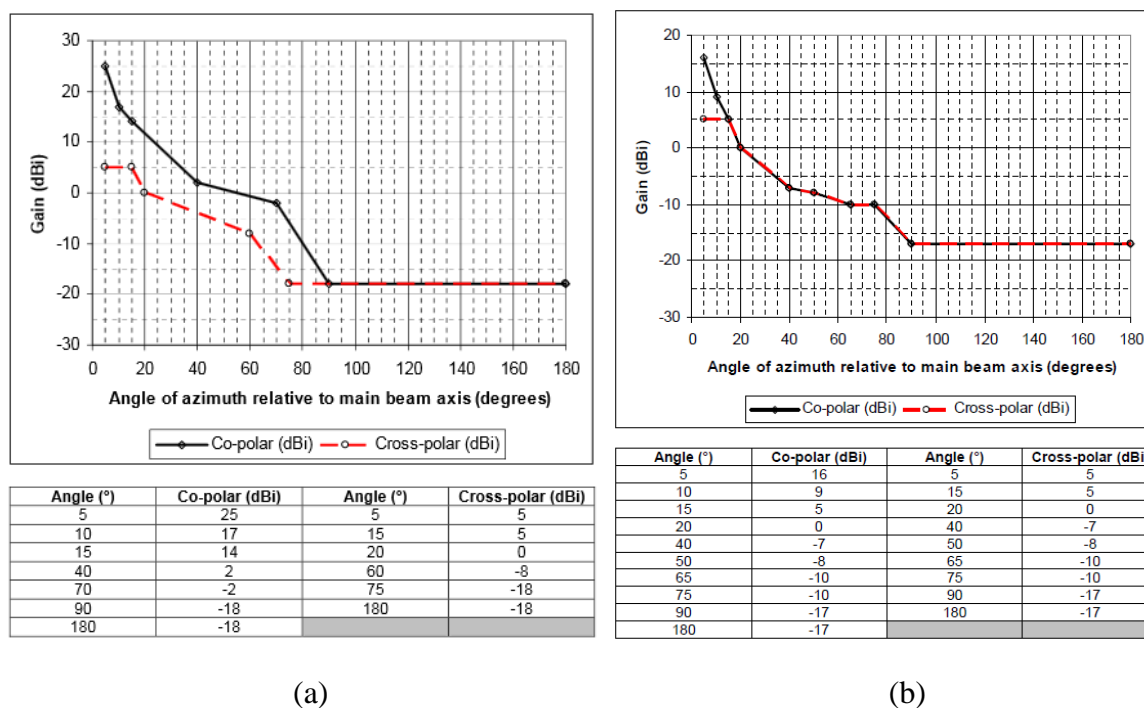 30
20
10
0
-10
-20
-30
Gain (dBi)
0 20 40 60 80 100 120 140 160 180
Angle of azimuth relative to main beam axis (degrees)
Co-polar (dBi) Cross-polar (dBi)
Angle (°) Co-polar (dBi) Angle (°) Cross-polar (dBi)
5 25 5 5
10 17 15 5
15 14 20 0
40 2 60 -8
70 -2 75 -18
90 -18 180 -18
180 -18
(a)
20
10
0
-10
-20
-30
Gain (dBi)
0 20 40 60 80 100 120 140 160 180
Angle of azimuth relative to main beam axis (degrees)
Co-polar (dBi) Cross-polar (dBi)
Angle (°) Co-polar (dBi) Angle (°) Cross-polar (dBi
5 16 5 5
10 9 15 5
15 5 20 0
20 0 40 -7
40 -7 50 -8
50 -8 65 -10
65 -10 75 -10
75 -10 90 -17
90 -17 180 -17
180 -17
(b)